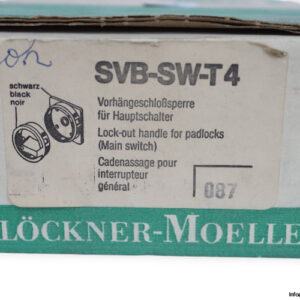 SVB-SW-T4
schwarz
black
noir
Vorhängeschloßsperre
für Hauptschalter
Lock-out handle for padlocks
(Main switch)
Cadenassage pour
interrupteur
général
087
LÖCKNER-MOELLE